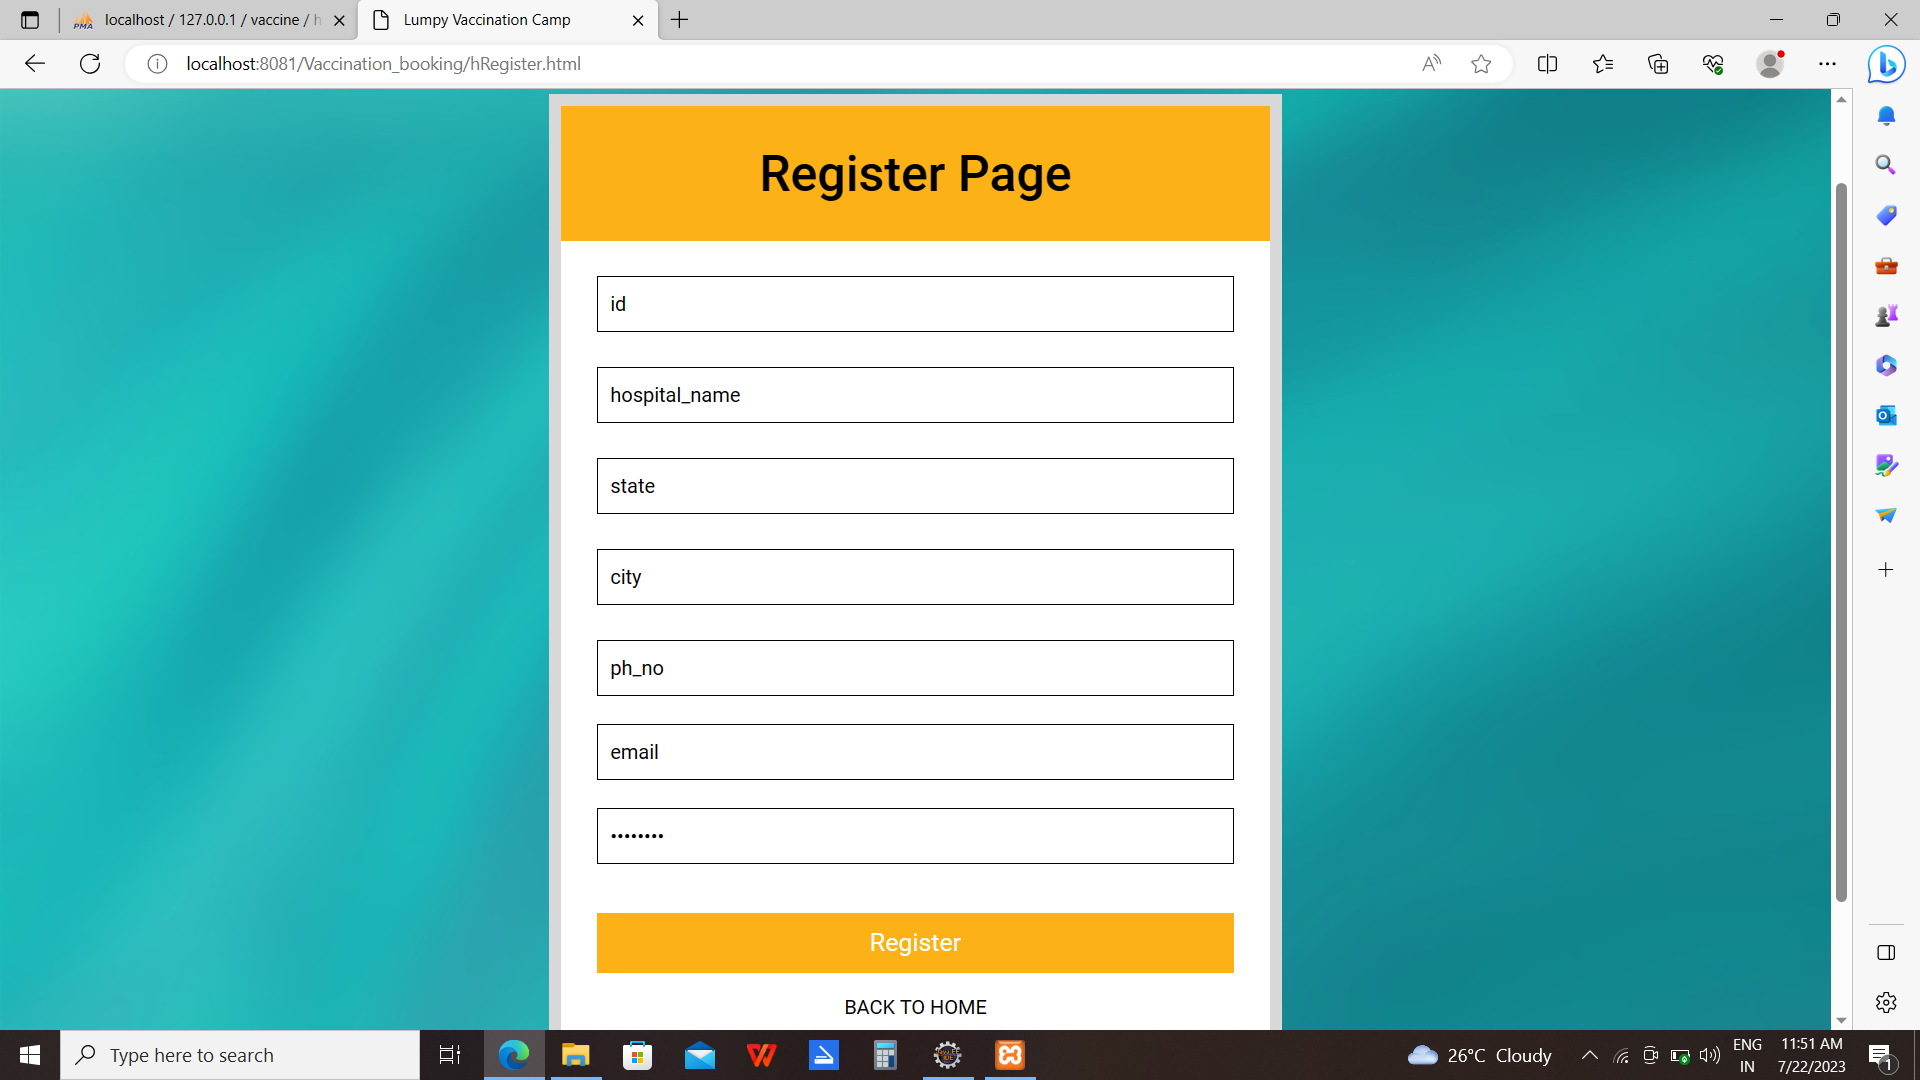 localhost / 127.0.0.1 / vaccine / h
Lumpy Vaccination Camp
localhost:8081/Vaccination_booking/hRegister.html
Register Page
id
hospital_name
state
city
ph_no
email
••••••••
Register
BACK TO HOME
Type here to search
26°C Cloudy
ENG
IN
11:51 AM
7/22/2023
1